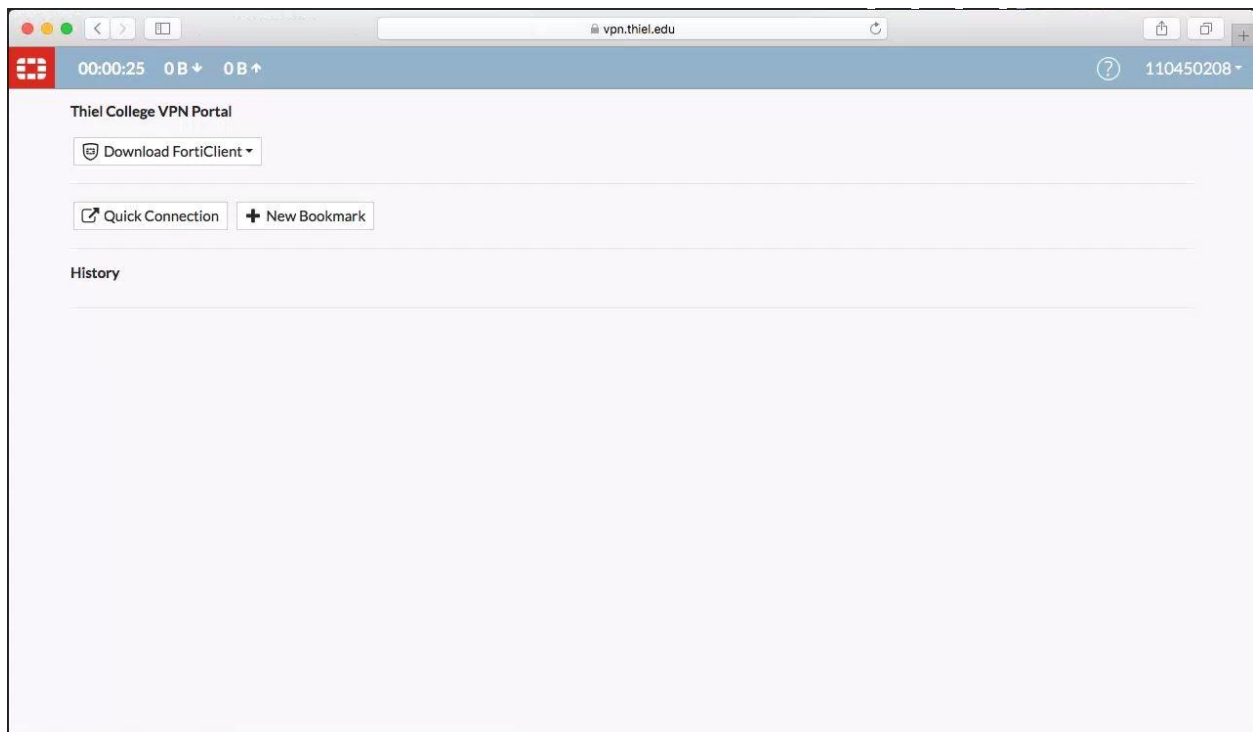 vpn.thiel.edu
00:00:25 0 B 0 B 110450208
Thiel College VPN Portal
Download FortiClient
Quick Connection New Bookmark
History